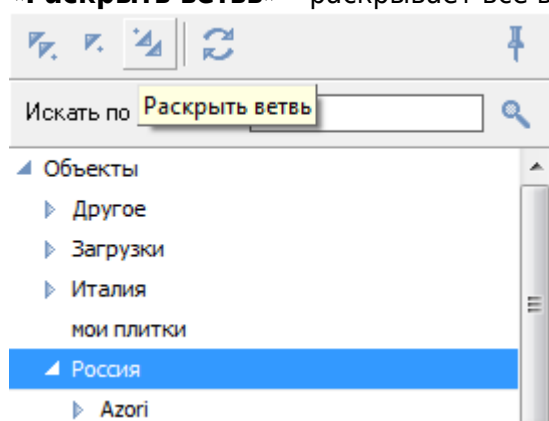 «Раскрыть ветвь» - раскрывает все в
Раскрыть ветвь
Искать по
Объекты
Другое
Загрузки
Италия
мои плитки
Россия
Azori